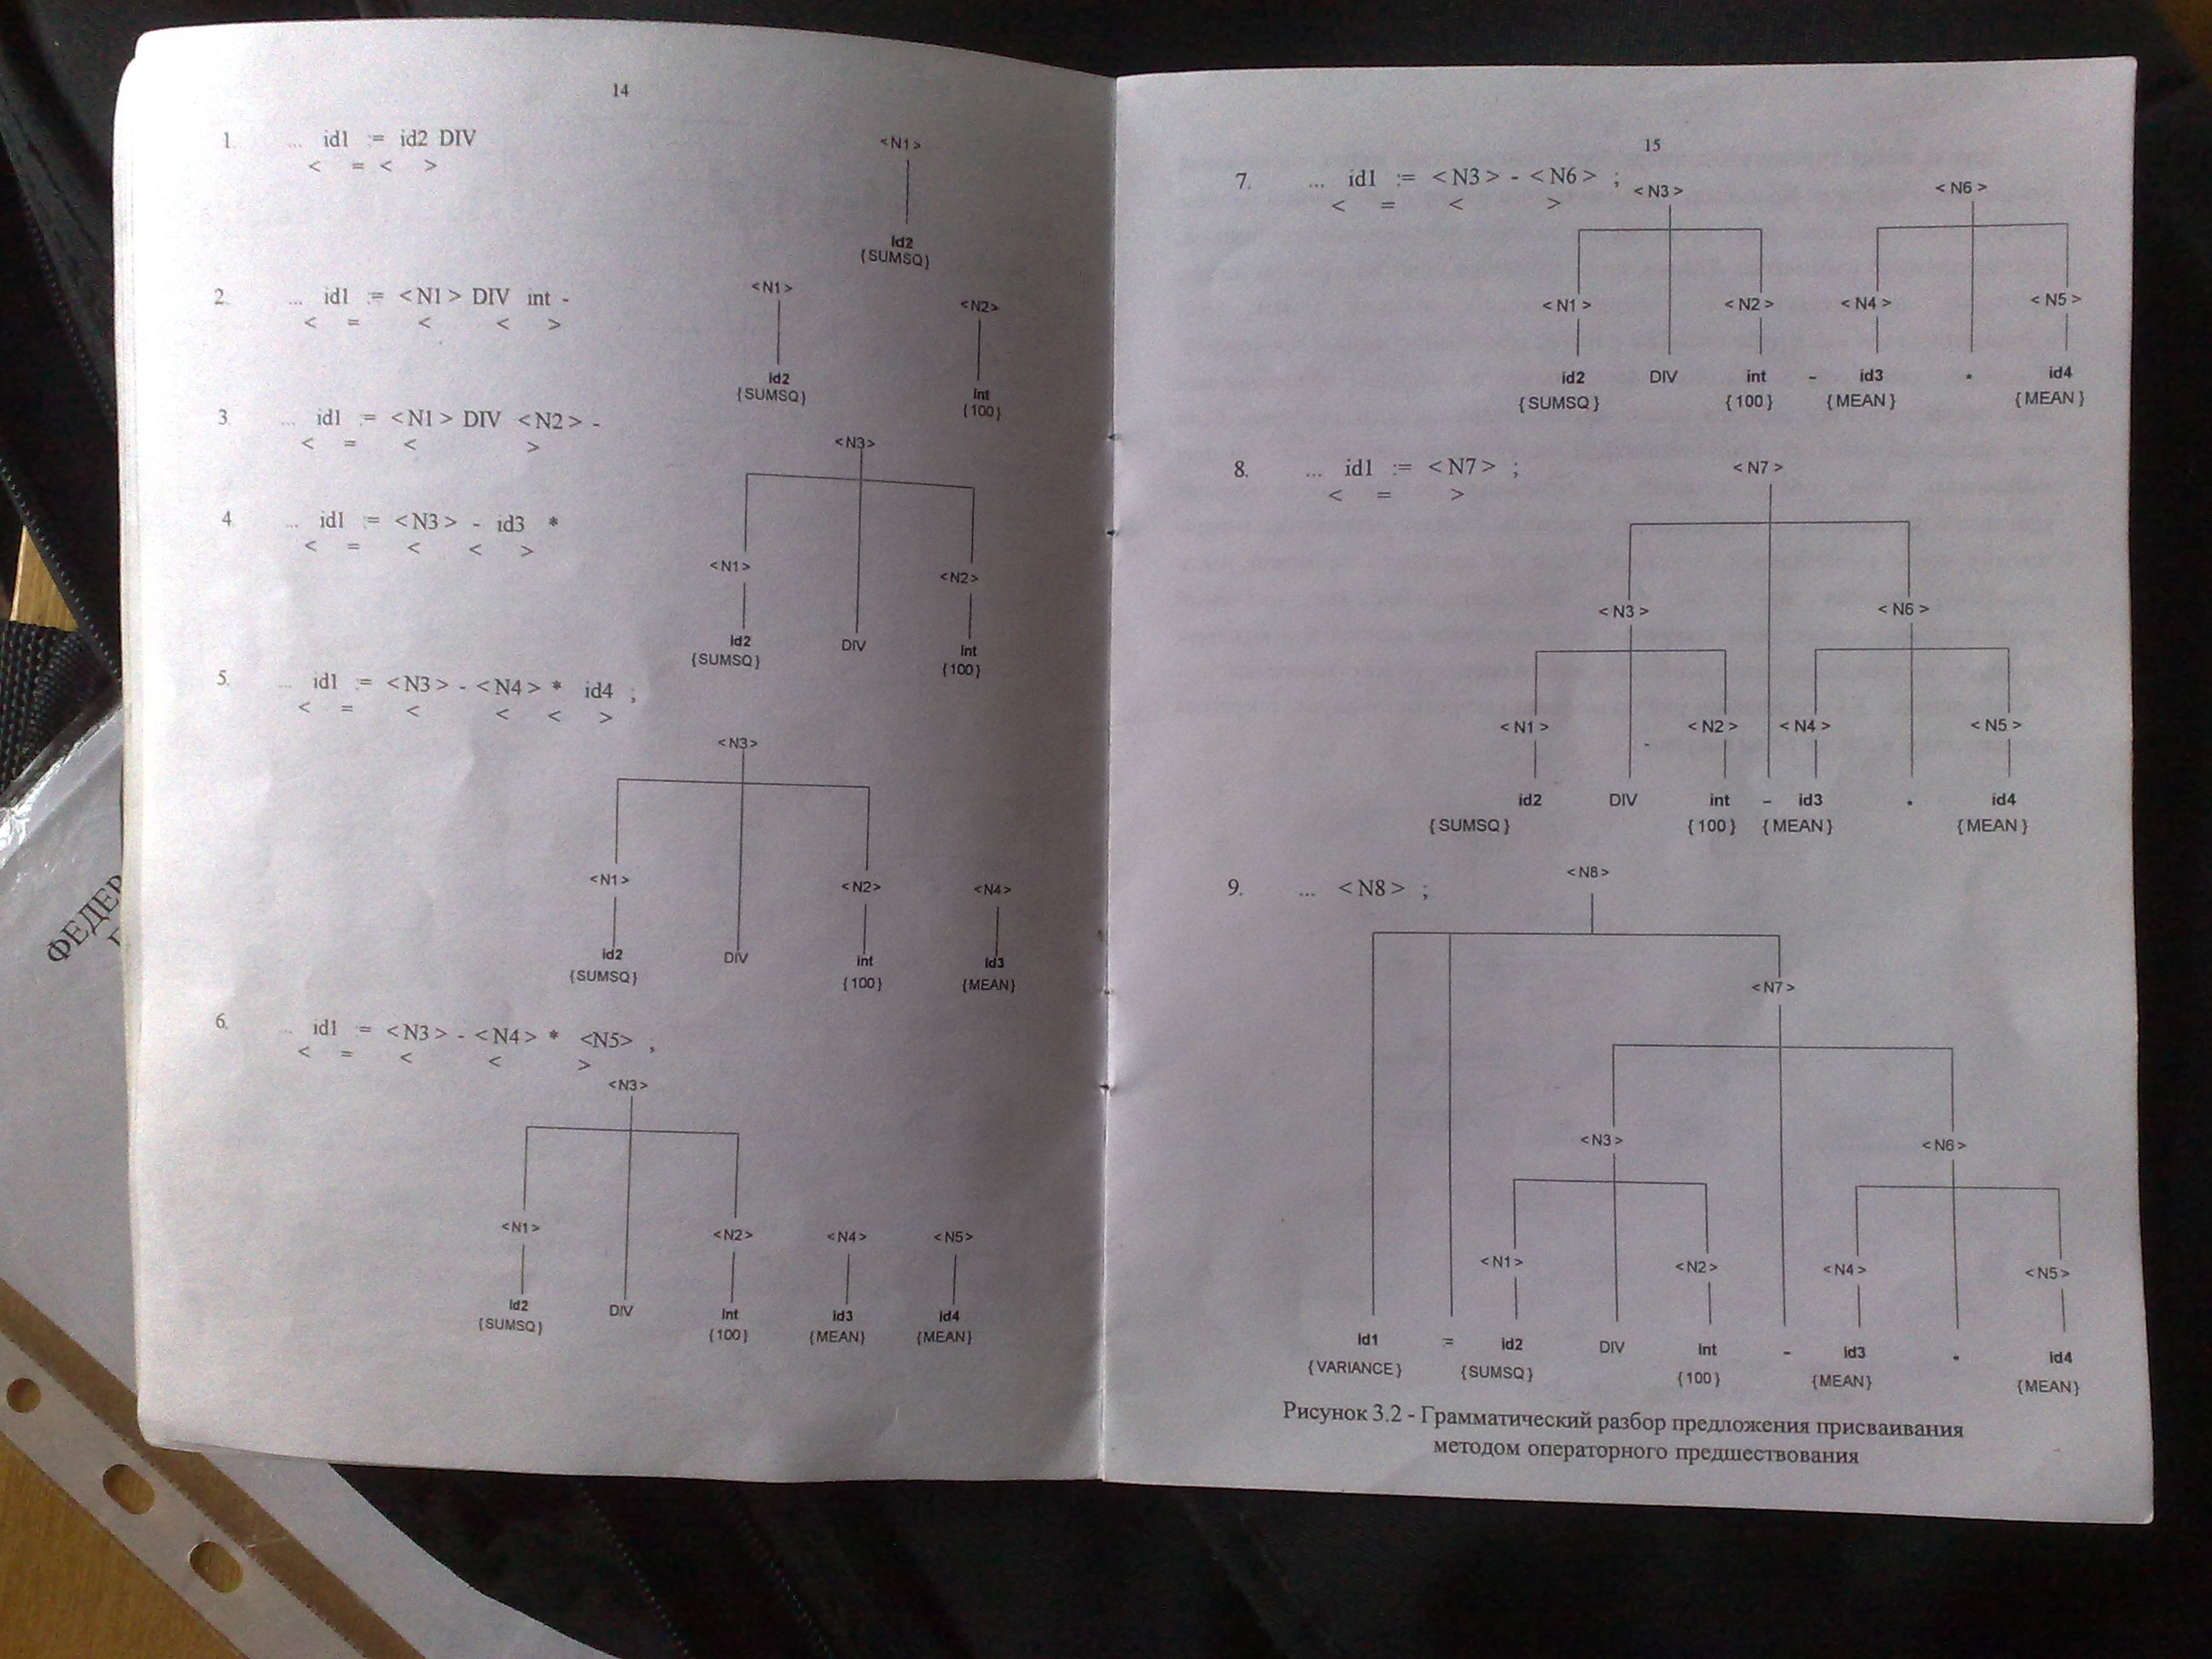 14
1. ... id1 := id2 DIV
< = < >
<N1>
id2
{SUMSQ}
2. ... id1 := <N1> DIV int -
< = < < >
<N1> <N2>
id2 int
{SUMSQ} {100}
3. ... id1 := <N1> DIV <N2> -
< = < >
<N3>
4. ... id1 := <N3> - id3 *
< = < < >
<N1> <N2>
id2 DIV int
{SUMSQ} {100}
5. ... id1 := <N3> - <N4> * id4 ;
< = < < < >
<N3>
<N1> <N2> <N4>
id2 DIV int id3
{SUMSQ} {100} {MEAN}
6. ... id1 := <N3> - <N4> * <N5> ;
< = < < >
<N3>
<N1> <N2> <N4> <N5>
id2 DIV int id3 id4
{SUMSQ} {100} {MEAN} {MEAN}
15
7. ... id1 := <N3> - <N6> ;
< = < >
<N3> <N6>
<N1> <N2> <N4> <N5>
id2 DIV int - id3 * id4
{SUMSQ} {100} {MEAN} {MEAN}
8. ... id1 := <N7> ;
< = >
<N7>
<N3> <N6>
<N1> <N2> <N4> <N5>
id2 DIV int - id3 * id4
{SUMSQ} {100} {MEAN} {MEAN}
9. ... <N8> ;
<N8>
<N7>
<N3> <N6>
<N1> <N2> <N4> <N5>
id1 := id2 DIV int - id3 * id4
{VARIANCE} {SUMSQ} {100} {MEAN} {MEAN}
Рисунок 3.2 - Грамматический разбор предложения присваивания
методом операторного предшествования
ФЕДЕР